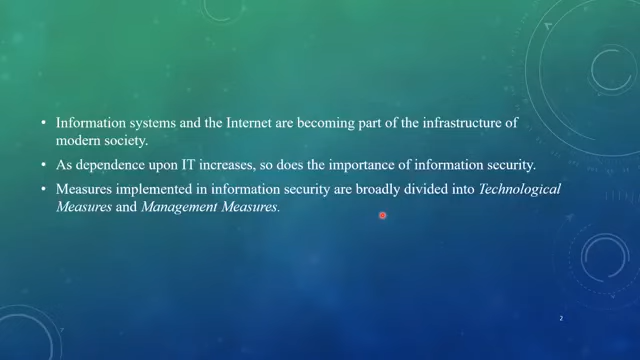 • Information systems and the Internet are becoming part of the infrastructure of
modern society.
• As dependence upon IT increases, so does the importance of information security.
• Measures implemented in information security are broadly divided into Technological
Measures and Management Measures.
2